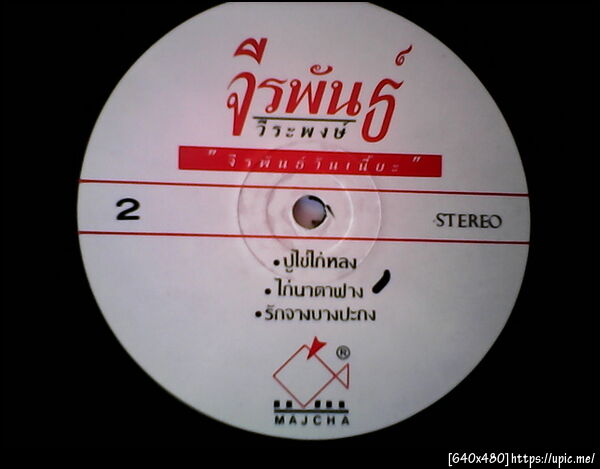 จีรพันธ์
วีระพงษ์
"จีรพันธ์วันเนี๊ยะ"
2
STEREO
•ปูไข่ไก่หลง
•ไก่นาตาฟาง
•รักจางบางปะกง
®
MAJCHA
[640x480]https://upic.me/